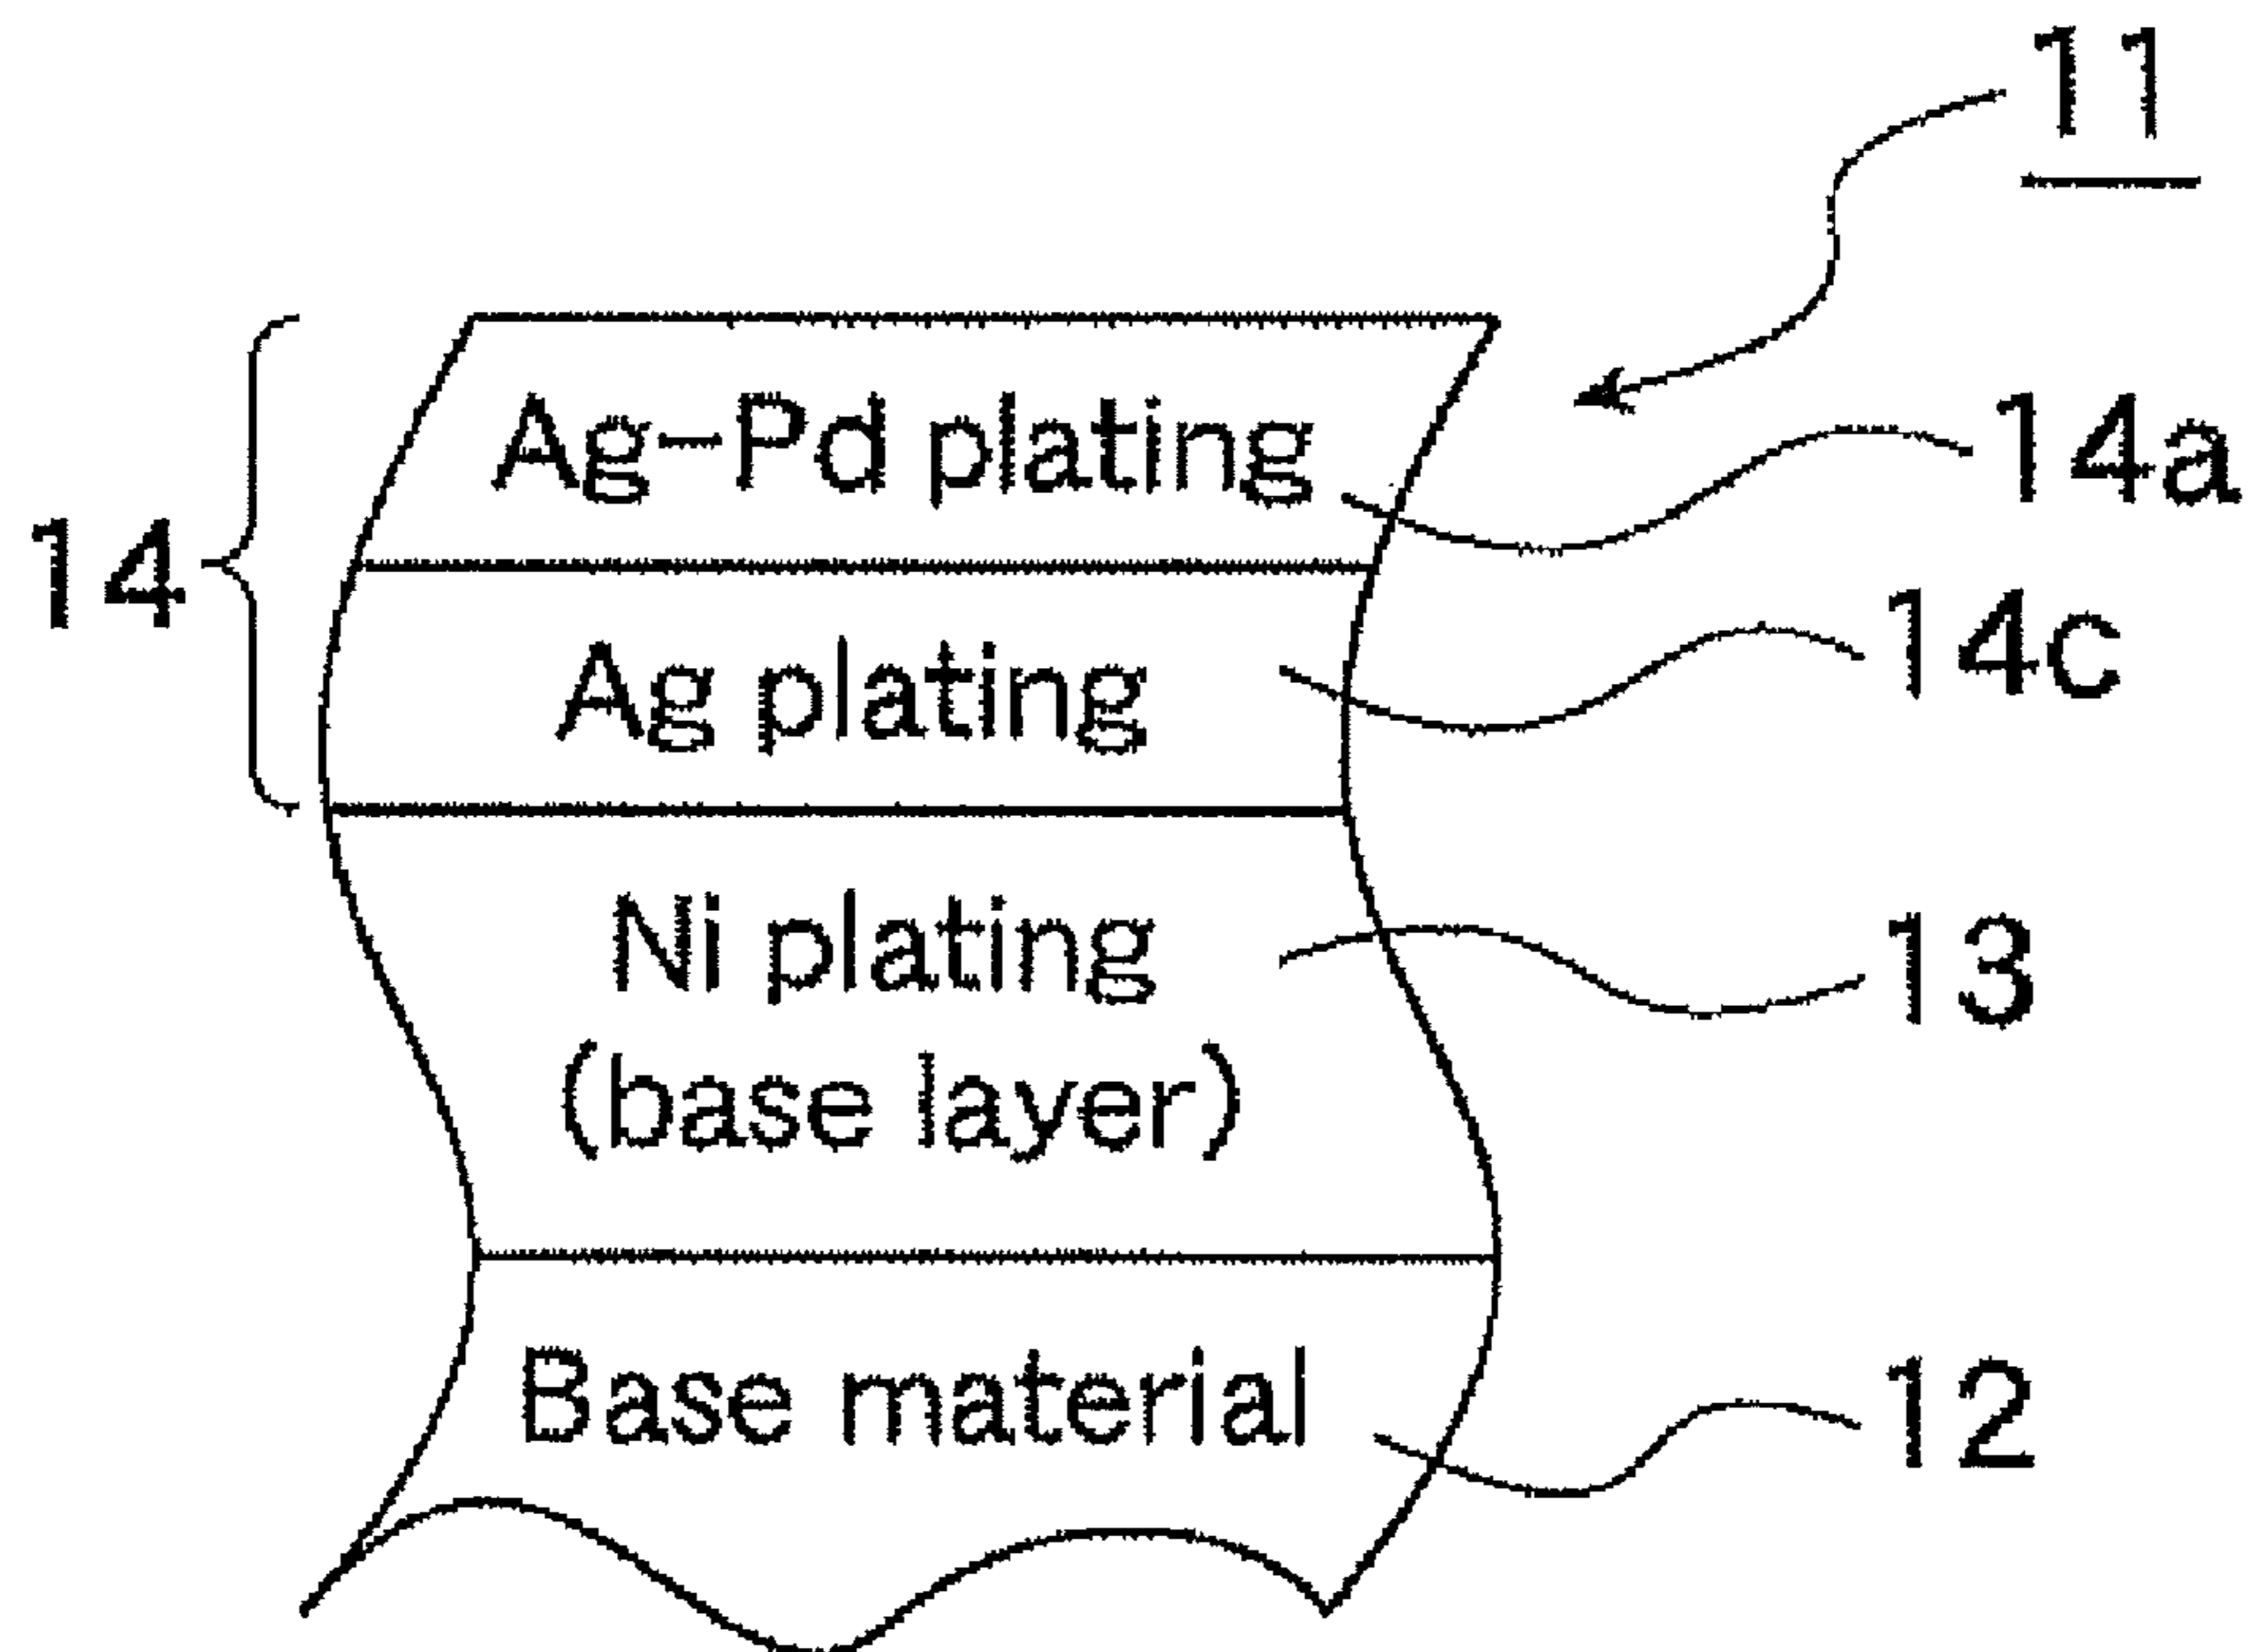 11
Ag-Pd plating
14a
14
Ag plating
14c
Ni plating
13
(base layer)
Base material
12